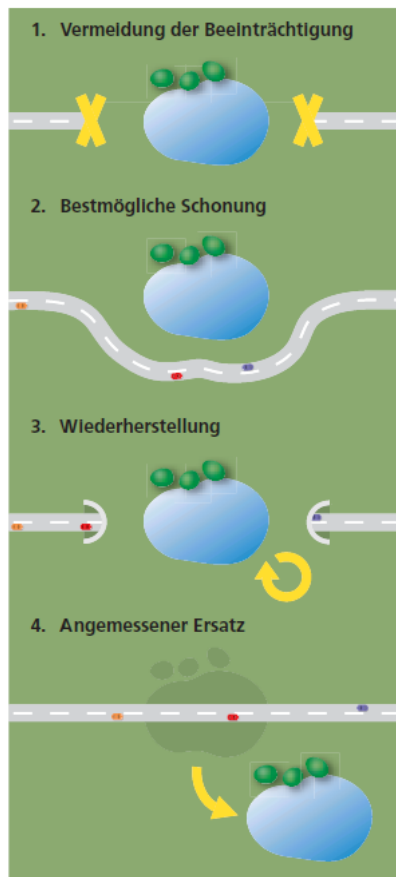 1. Vermeidung der Beeinträchtigung
2. Bestmögliche Schonung
3. Wiederherstellung
4. Angemessener Ersatz